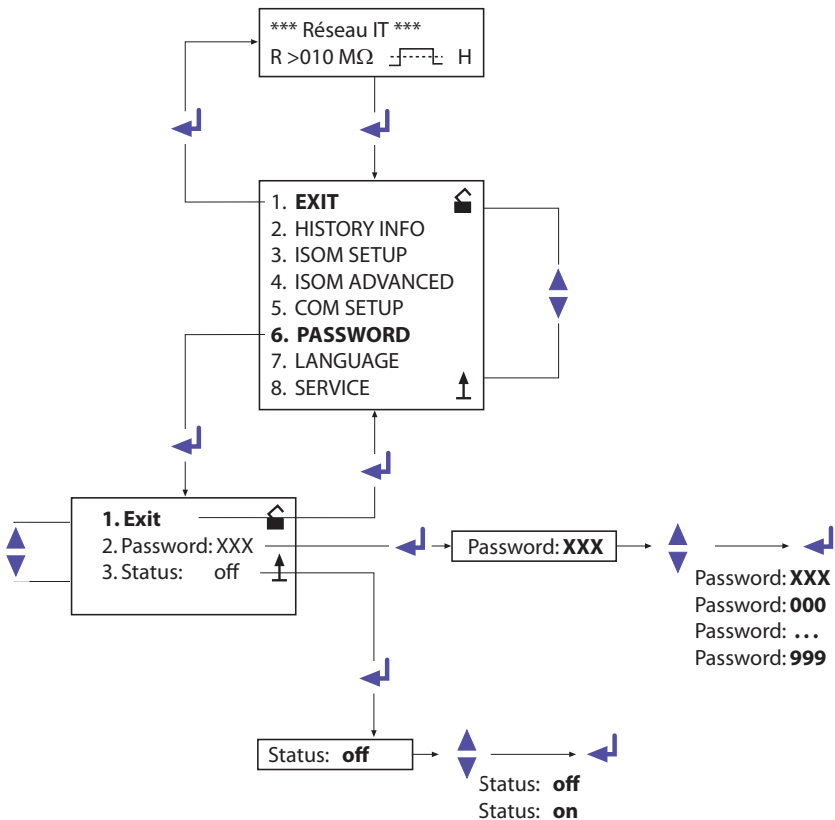 *** Réseau IT ***
R >010 MΩ H
1. EXIT
2. HISTORY INFO
3. ISOM SETUP
4. ISOM ADVANCED
5. COM SETUP
6. PASSWORD
7. LANGUAGE
8. SERVICE
1. Exit
2. Password: XXX
3. Status: off
Password: XXX
Password: XXX
Password: 000
Password: ...
Password: 999
Status: off
Status: off
Status: on